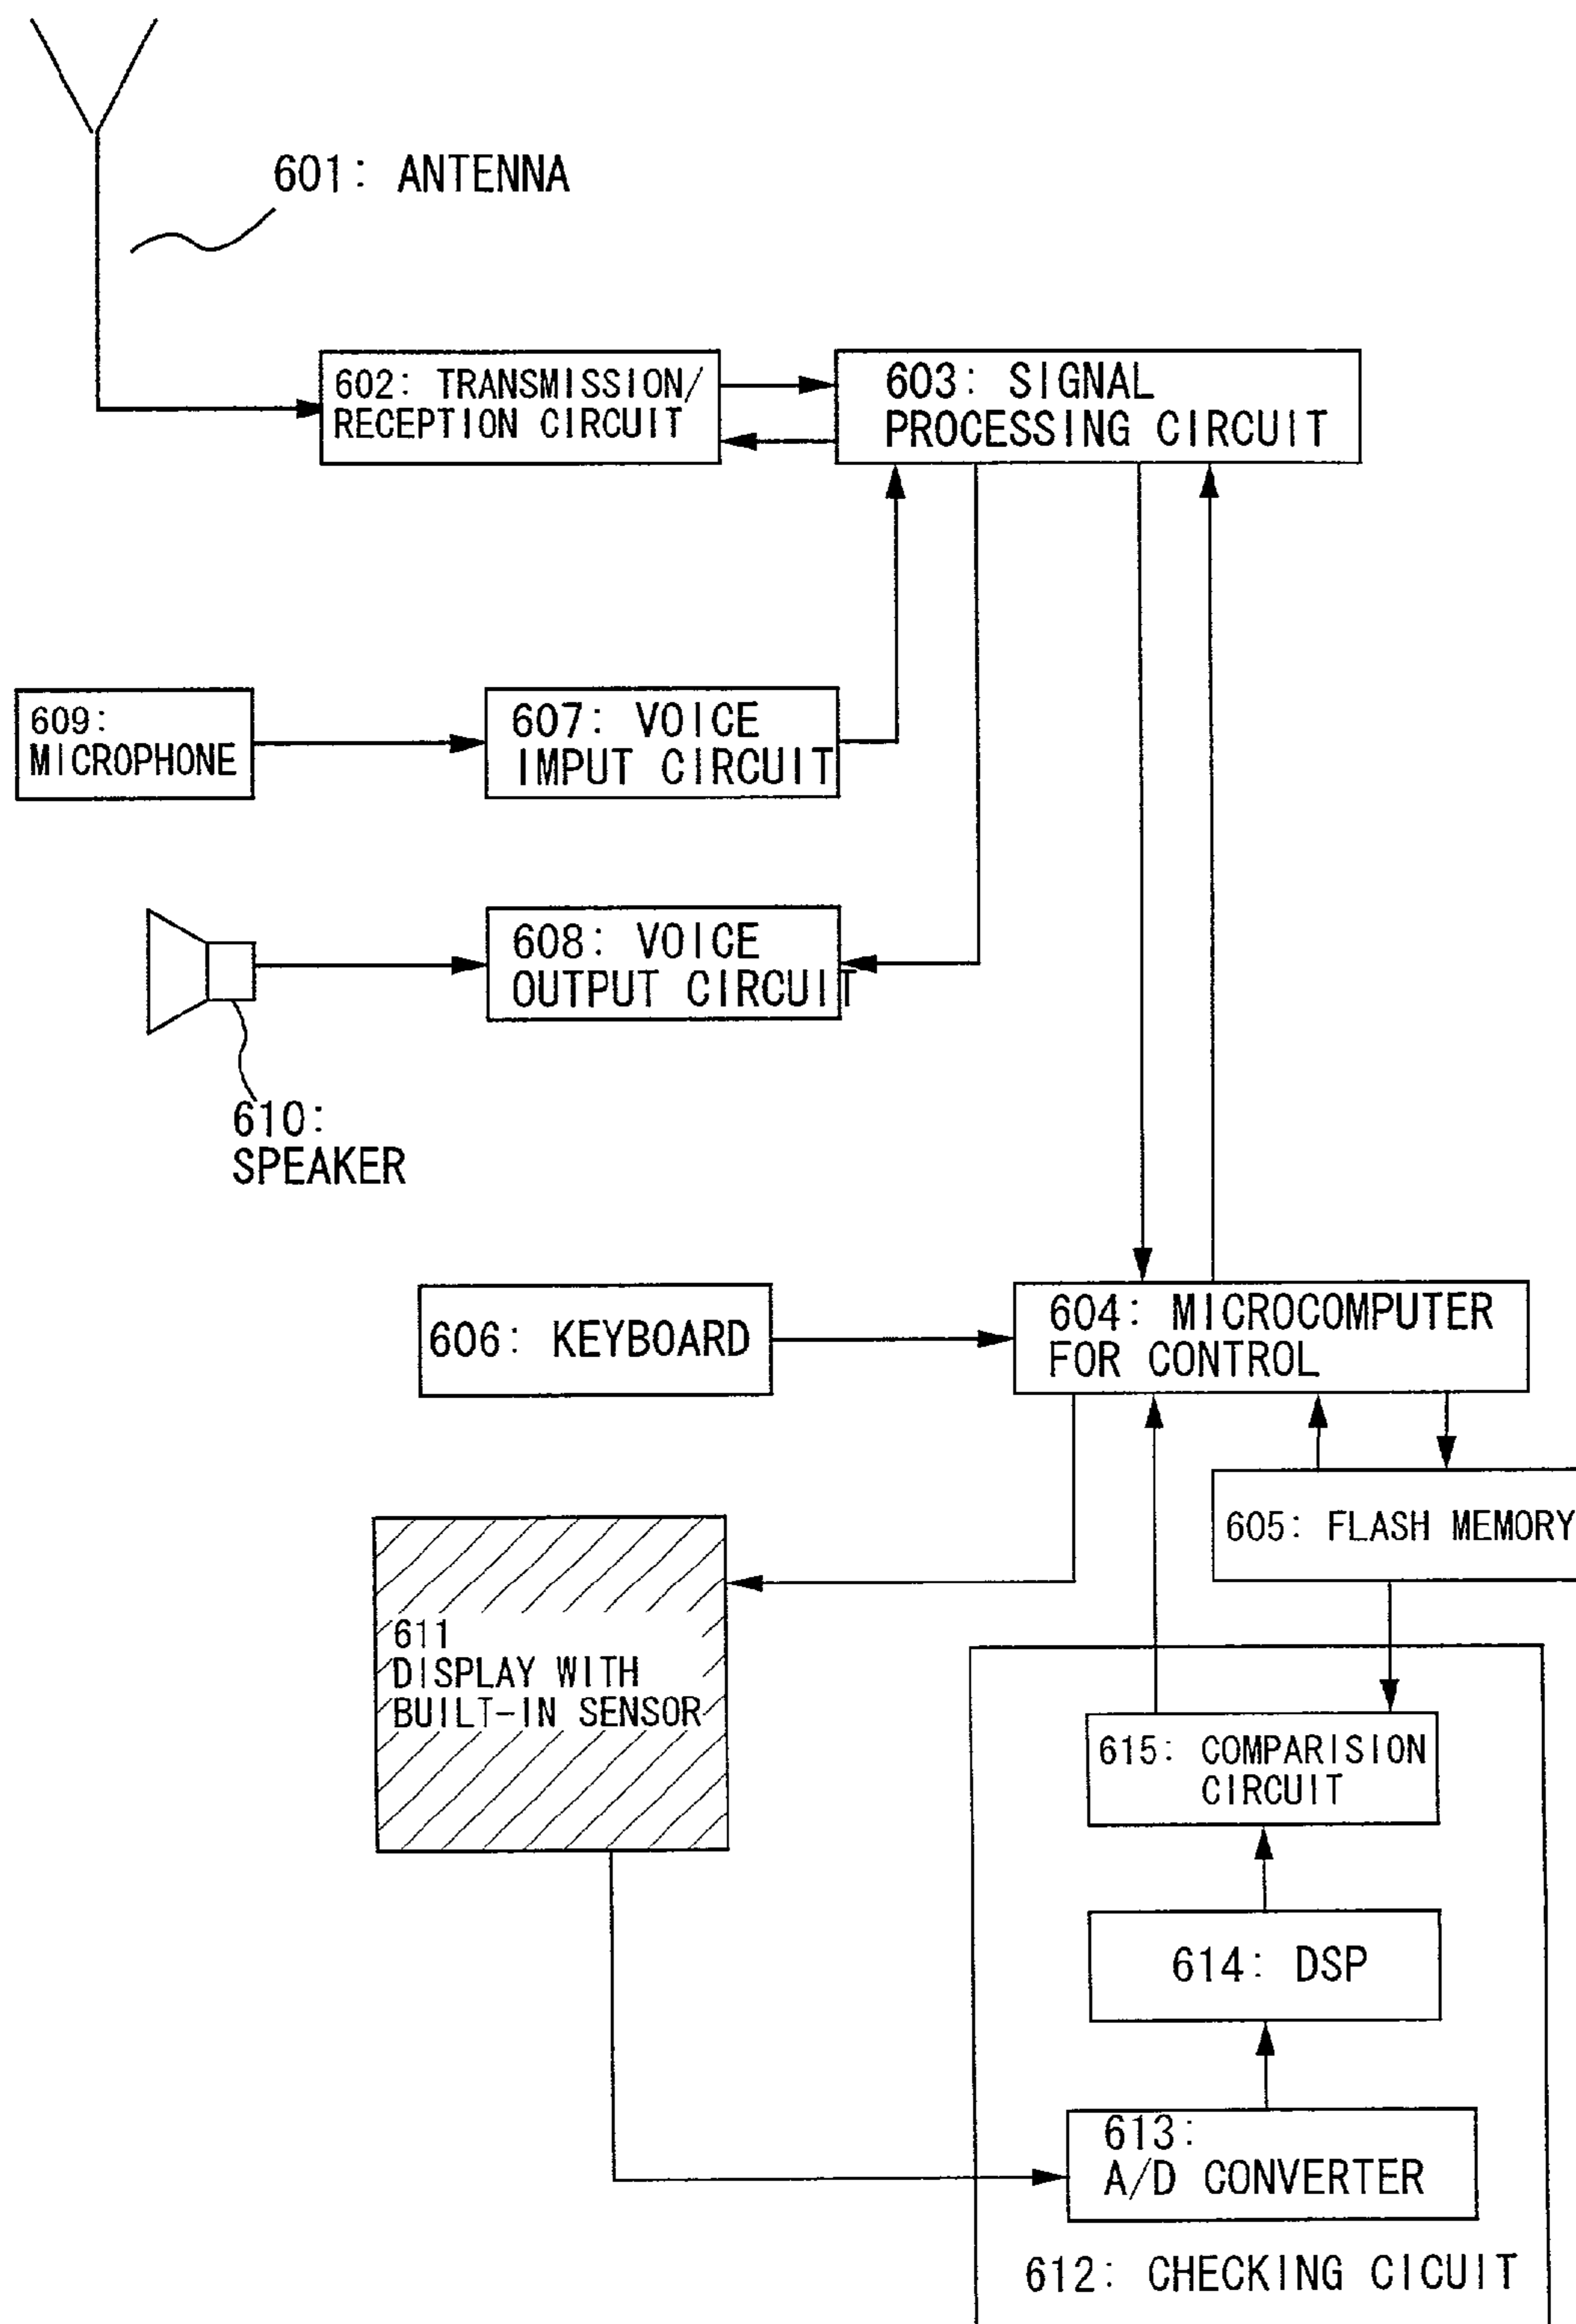 601: ANTENNA
602: TRANSMISSION/
RECEPTION CIRCUIT
603: SIGNAL
PROCESSING CIRCUIT
609:
MICROPHONE
607: VOICE
IMPUT CIRCUIT
608: VOICE
OUTPUT CIRCUIT
610:
SPEAKER
606: KEYBOARD
604: MICROCOMPUTER
FOR CONTROL
605: FLASH MEMORY
611
DISPLAY WITH
BUILT-IN SENSOR
615: COMPARISION
CIRCUIT
614: DSP
613:
A/D CONVERTER
612: CHECKING CICUIT